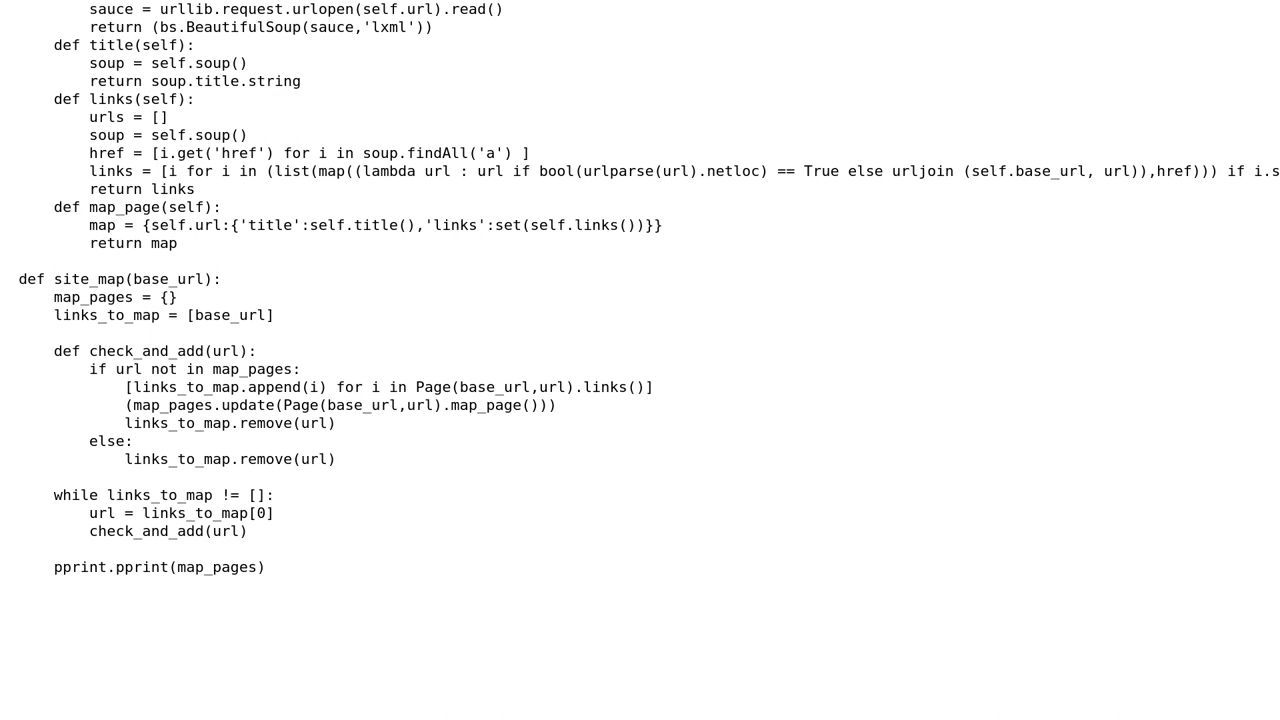 sauce = urllib.request.urlopen(self.url).read()
return (bs.BeautifulSoup(sauce,'lxml'))
def title(self):
soup = self.soup()
return soup.title.string
def links(self):
urls = []
soup = self.soup()
href = [i.get('href') for i in soup.findAll('a') ]
links = [i for i in (list(map((lambda url : url if bool(urlparse(url).netloc) == True else urljoin (self.base_url, url)),href))) if i.s
return links
def map_page(self):
map = {self.url:{'title':self.title(),'links':set(self.links())}}
return map
def site_map(base_url):
map_pages = {}
links_to_map = [base_url]
def check_and_add(url):
if url not in map_pages:
[links_to_map.append(i) for i in Page(base_url,url).links()]
(map_pages.update(Page(base_url,url).map_page()))
links_to_map.remove(url)
else:
links_to_map.remove(url)
while links_to_map != []:
url = links_to_map[0]
check_and_add(url)
pprint.pprint(map_pages)